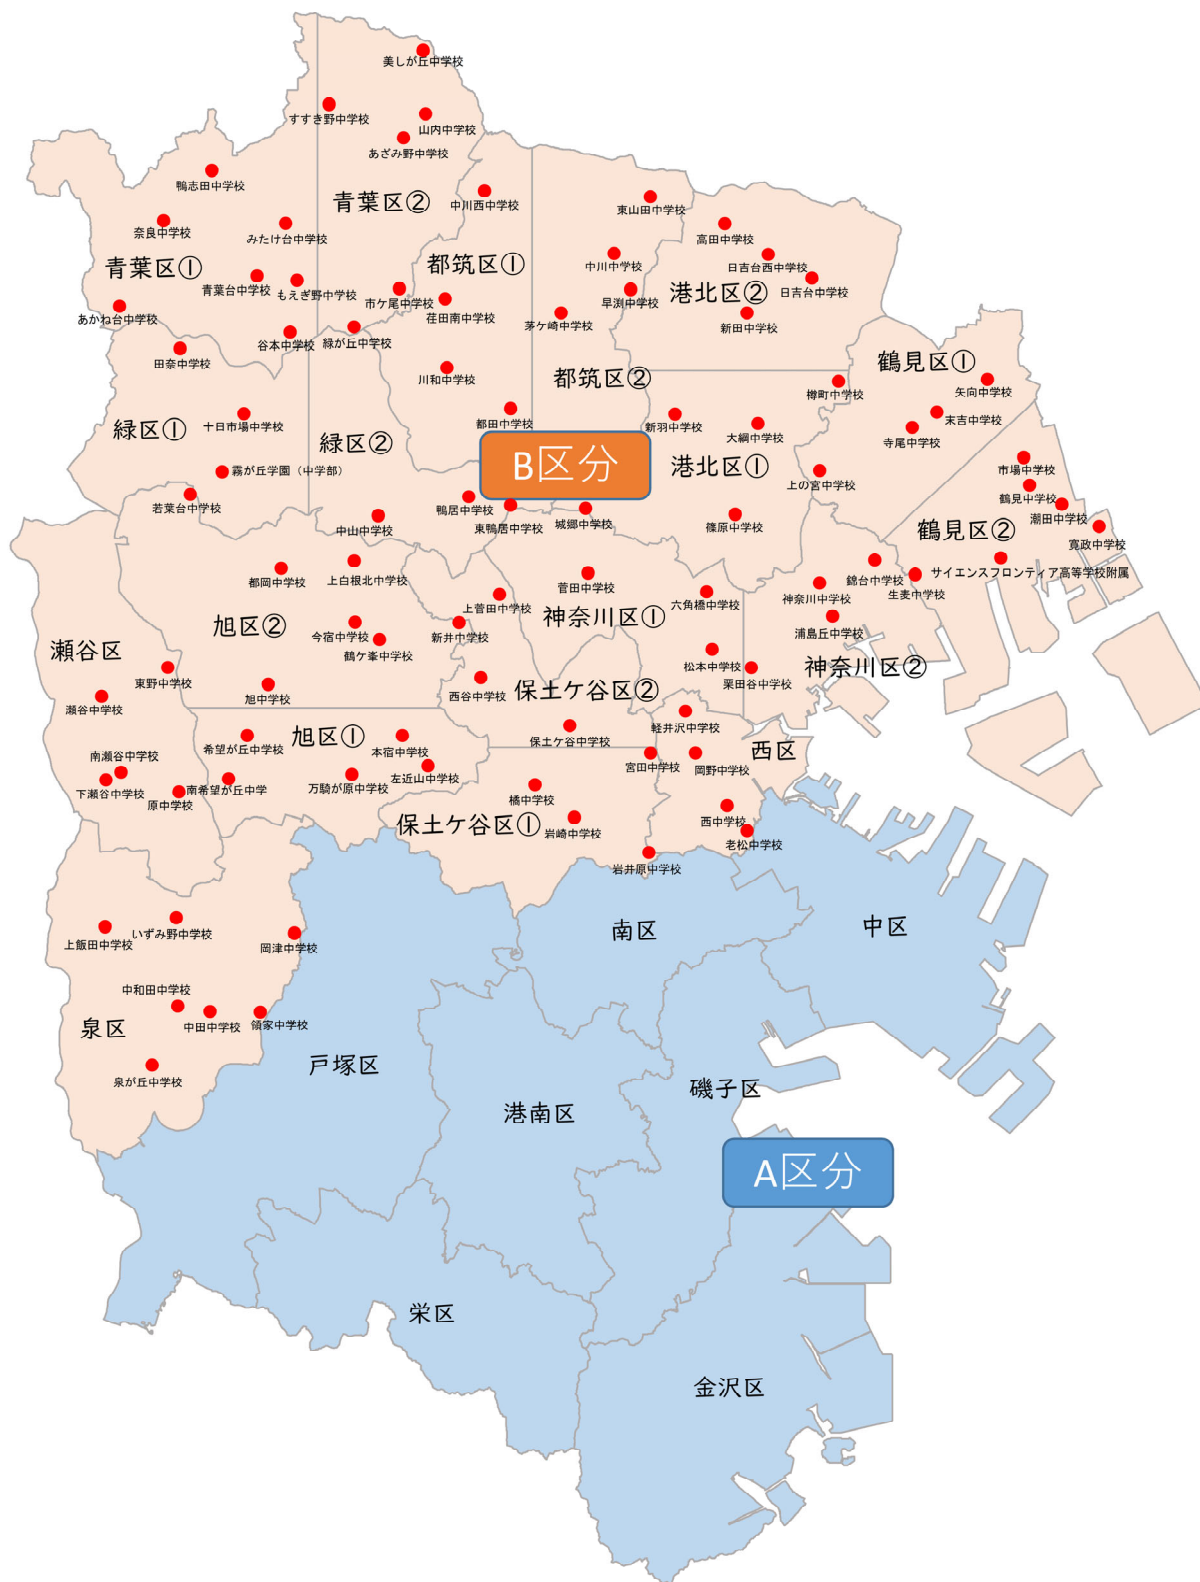 美しが丘中学校
すすき野中学校
山内中学校
あざみ野中学校
鴨志田中学校
青葉区②
中川西中学校
東山田中学校
奈良中学校
みたけ台中学校
高田中学校
青葉区①
都筑区①
中川中学校
日吉台西中学校
青葉台中学校
もえぎ野中学校
市ケ尾中学校
早渕中学校
港北区②
日吉台中学校
あかね台中学校
荏田南中学校
茅ケ崎中学校
新田中学校
谷本中学校
緑が丘中学校
田奈中学校
鶴見区①
川和中学校
都筑区②
樽町中学校
矢向中学校
十日市場中学校
緑区①
緑区②
都田中学校
新羽中学校
大綱中学校
末吉中学校
寺尾中学校
B区分
港北区①
霧が丘学園（中学部）
上の宮中学校
市場中学校
若葉台中学校
鴨居中学校
鶴見中学校
中山中学校
東鴨居中学校
城郷中学校
篠原中学校
鶴見区②
潮田中学校
寛政中学校
都岡中学校
上白根北中学校
菅田中学校
錦台中学校
サイエンスフロンティア高等学校附属
上菅田中学校
神奈川区①
六角橋中学校
神奈川中学校
生麦中学校
旭区②
今宿中学校
新井中学校
浦島丘中学校
瀬谷区
鶴ケ峯中学校
東野中学校
松本中学校
神奈川区②
西谷中学校
保土ケ谷区②
栗田谷中学校
瀬谷中学校
旭中学校
軽井沢中学校
希望が丘中学校
旭区①
本宿中学校
保土ケ谷中学校
西区
南瀬谷中学校
宮田中学校
岡野中学校
下瀬谷中学校
原中学校
南希望が丘中学
万騎が原中学校
左近山中学校
橘中学校
西中学校
保土ケ谷区①
岩崎中学校
老松中学校
岩井原中学校
上飯田中学校
いずみ野中学校
岡津中学校
南区
中区
中和田中学校
泉区
中田中学校
領家中学校
戸塚区
泉が丘中学校
磯子区
港南区
A区分
栄区
金沢区